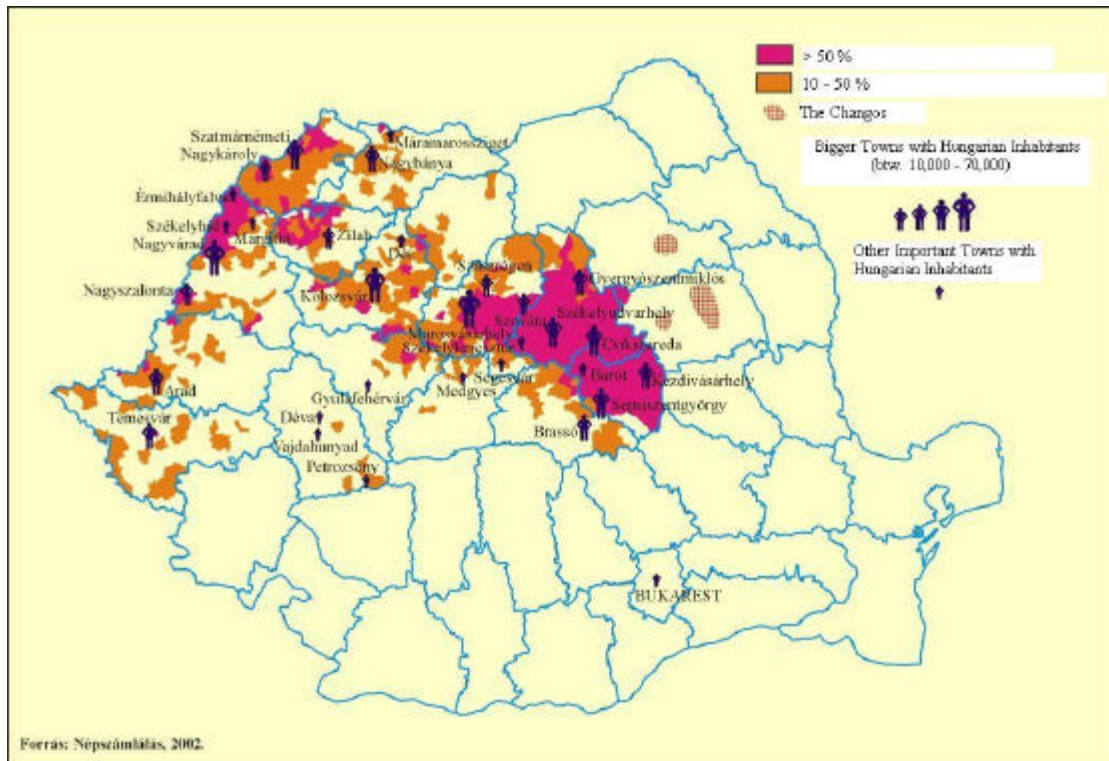 > 50 %
10 - 50 %
The Changos
Bigger Towns with Hungarian Inhabitants
(btw. 10,000 - 70,000)
Other Important Towns with
Hungarian Inhabitants
Szatmárnémeti
Nagykároly
Máramarossziget
Nagybánya
Érmihályfalva
Székelyhíd
Nagyvárad
Margitta
Zilah
Dés
Nagyszalonta
Kolozsvár
Szászrégen
Gyergyószentmiklós
Szováta
Székelyudvarhely
Marosvásárhely
Székelykeresztúr
Csíkszereda
Segesvár
Medgyes
Barót
Kézdivásárhely
Sepsiszentgyörgy
Brassó
Arad
Temesvár
Gyulafehérvár
Déva
Vajdahunyad
Petrozsény
BUKAREST
Forrás: Népszámlálás, 2002.